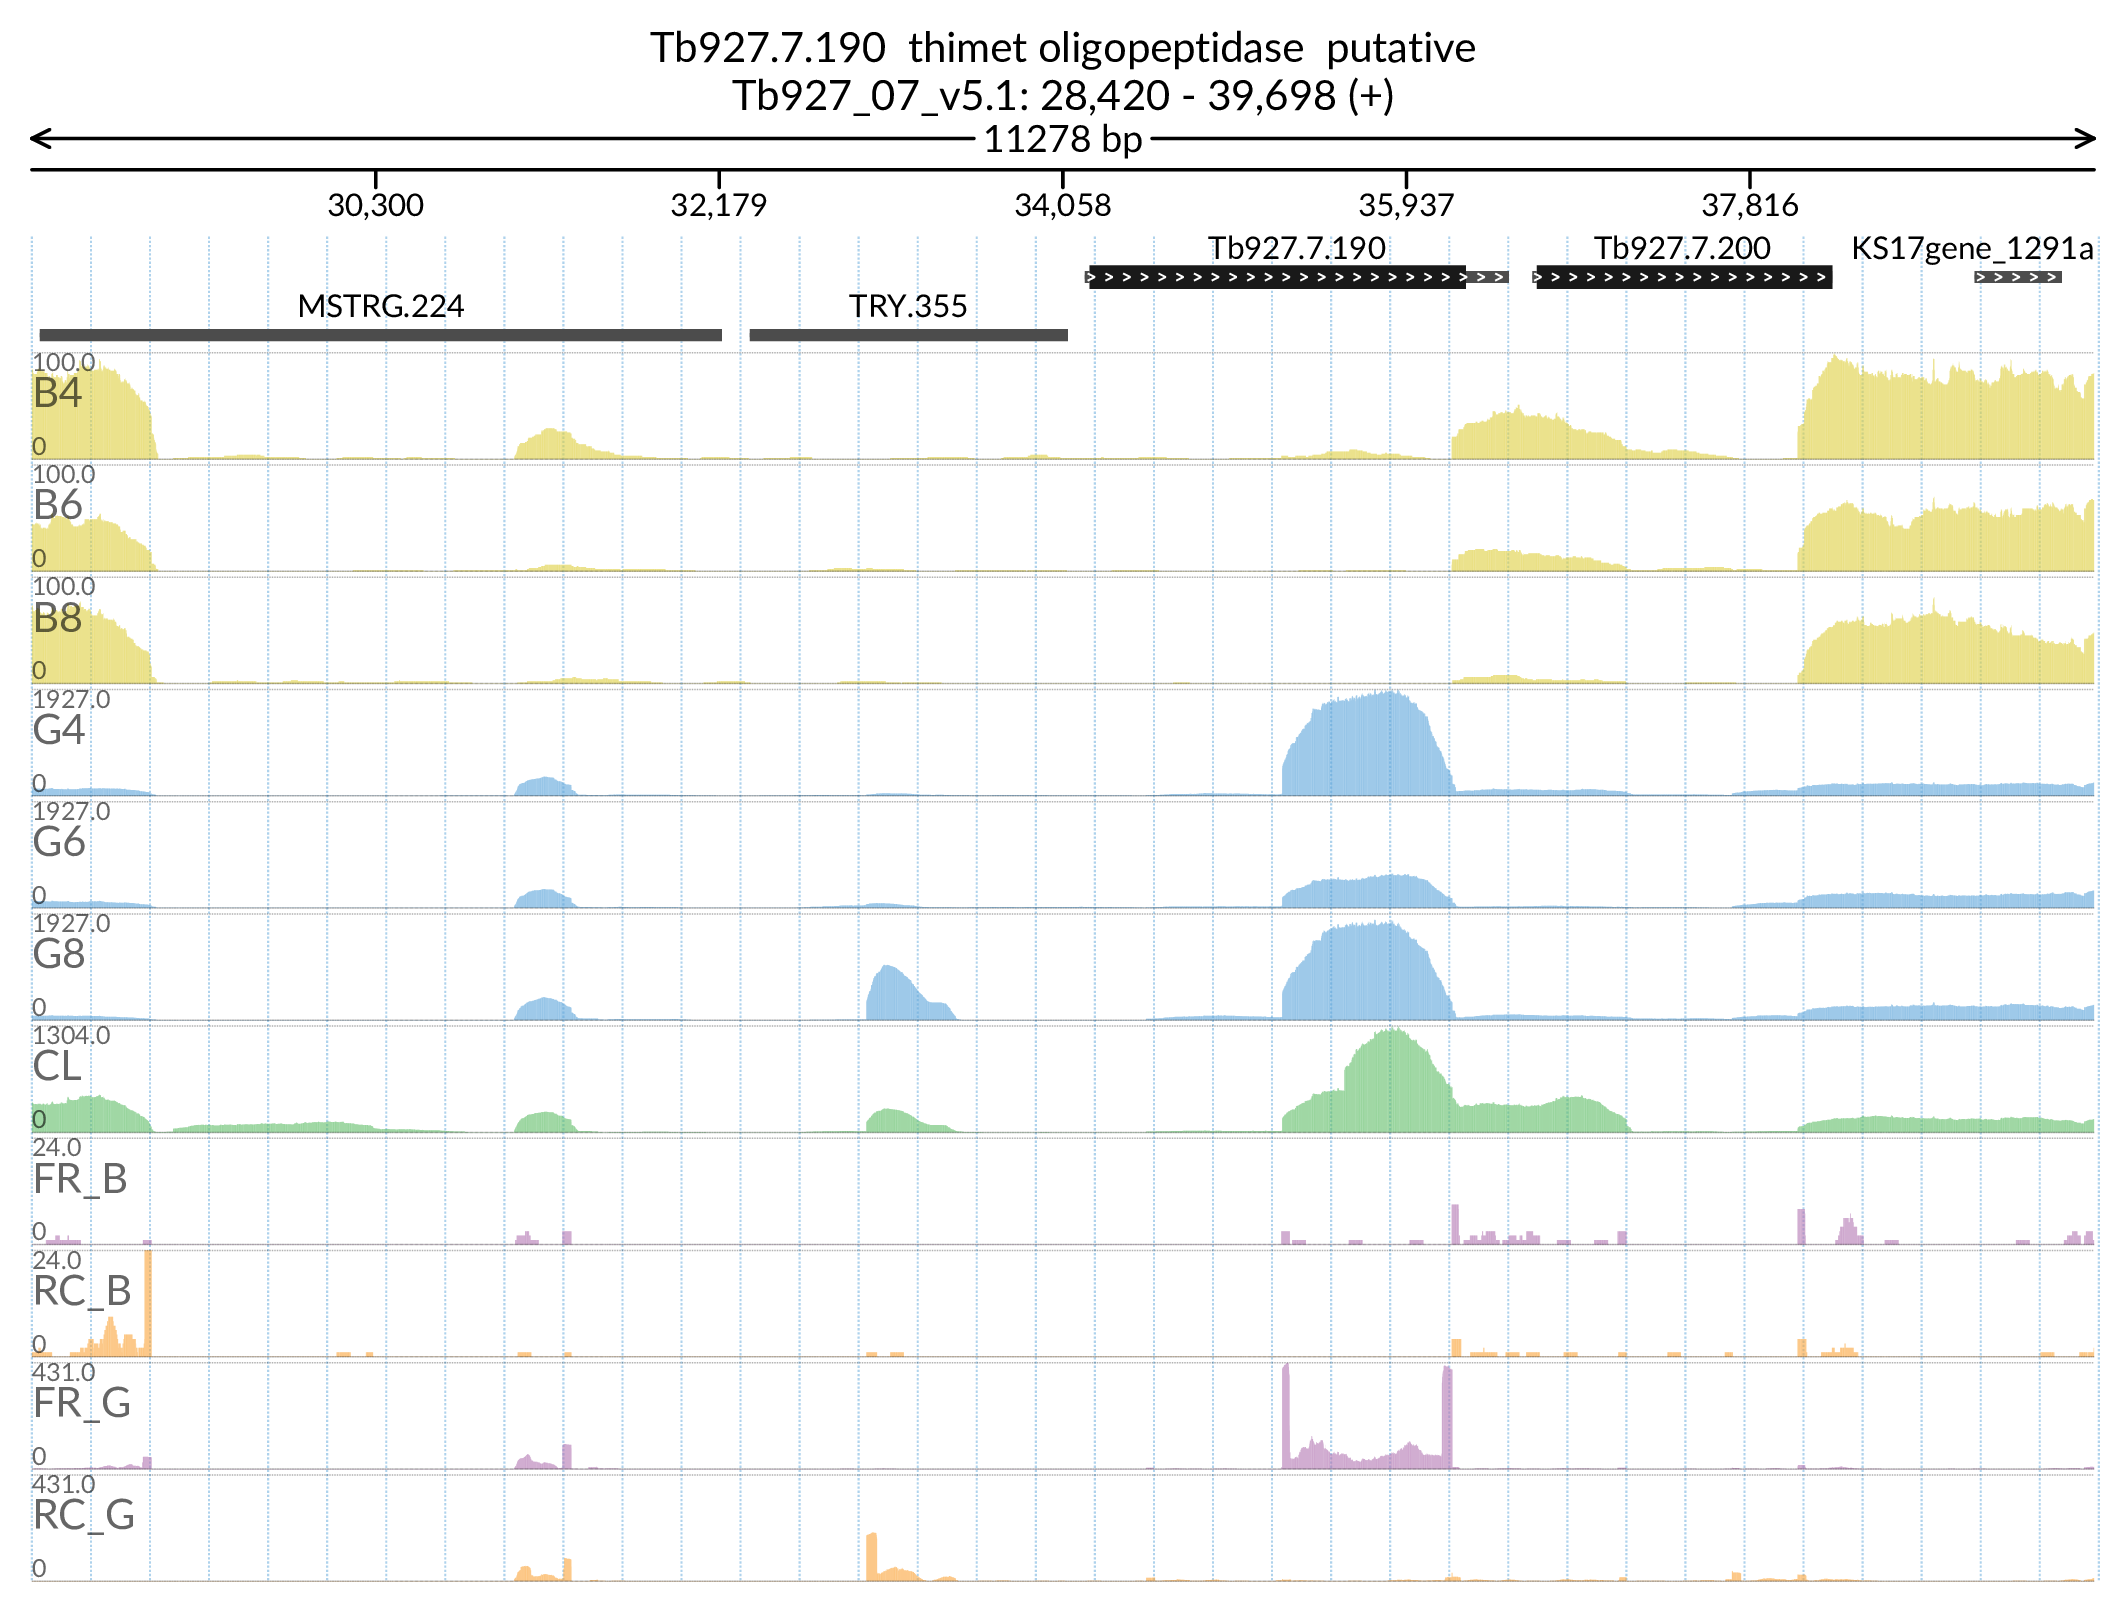 Tb927.7.190  thimet oligopeptidase  putative
Tb927_07_v5.1: 28,420 - 39,698 (+)
11278 bp
30,300 32,179 34,058 35,937 37,816
Tb927.7.190 Tb927.7.200 KS17gene_1291a
MSTRG.224 TRY.355
100.0
B4
0
100.0
B6
0
100.0
B8
0
1927.0
G4
0
1927.0
G6
0
1927.0
G8
0
1304.0
CL
0
24.0
FR_B
0
24.0
RC_B
0
431.0
FR_G
0
431.0
RC_G
0